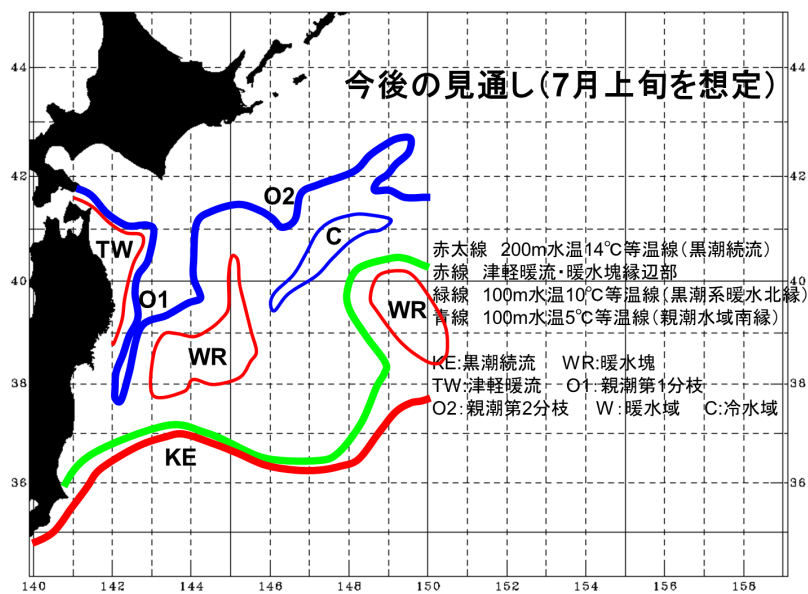 44
今後の見通し(7月上旬を想定)
42
O2
TW
C
赤太線 200m水温14℃等温線(黒潮続流)
赤線 津軽暖流・暖水塊縁辺部
40
O1
緑線 100m水温10℃等温線(黒潮系暖水北縁)
WR
青線 100m水温5℃等温線(親潮水域南縁)
WR
KE:黒潮続流 WR:暖水塊
38
TW:津軽暖流 O1:親潮第1分枝
O2:親潮第2分枝 W:暖水域 C:冷水域
KE
36
140 142 144 146 148 150 152 154 156 158